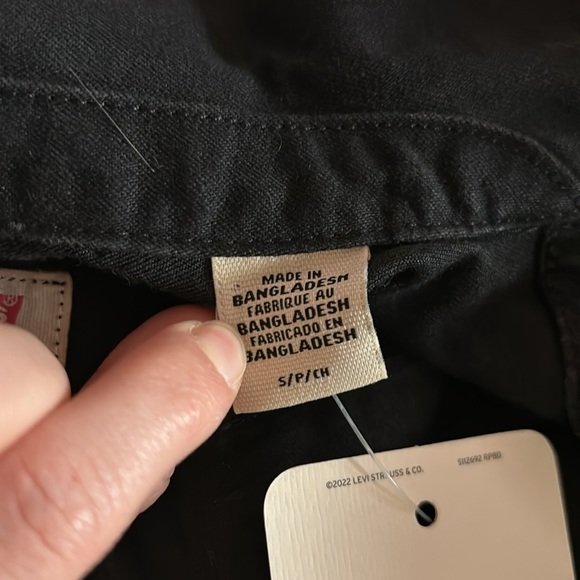 MADE IN
BANGLADESH
FABRIQUE AU
BANGLADESH
FABRICADO EN
BANGLADESH
S/P/CH
©2022 LEVI STRAUSS & CO.